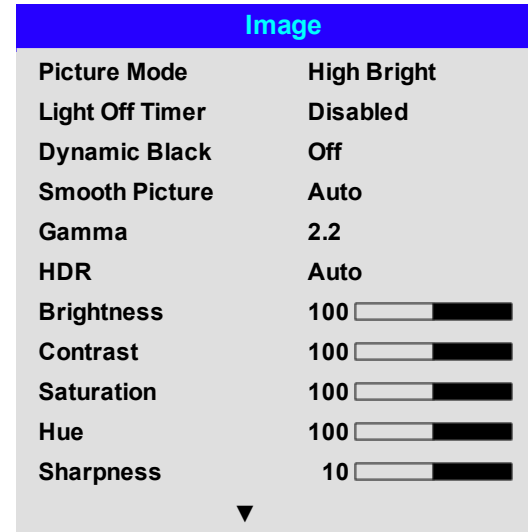 Image
Picture Mode High Bright
Light Off Timer Disabled
Dynamic Black Off
Smooth Picture Auto
Gamma 2.2
HDR Auto
Brightness 100
Contrast 100
Saturation 100
Hue 100
Sharpness 10
▼